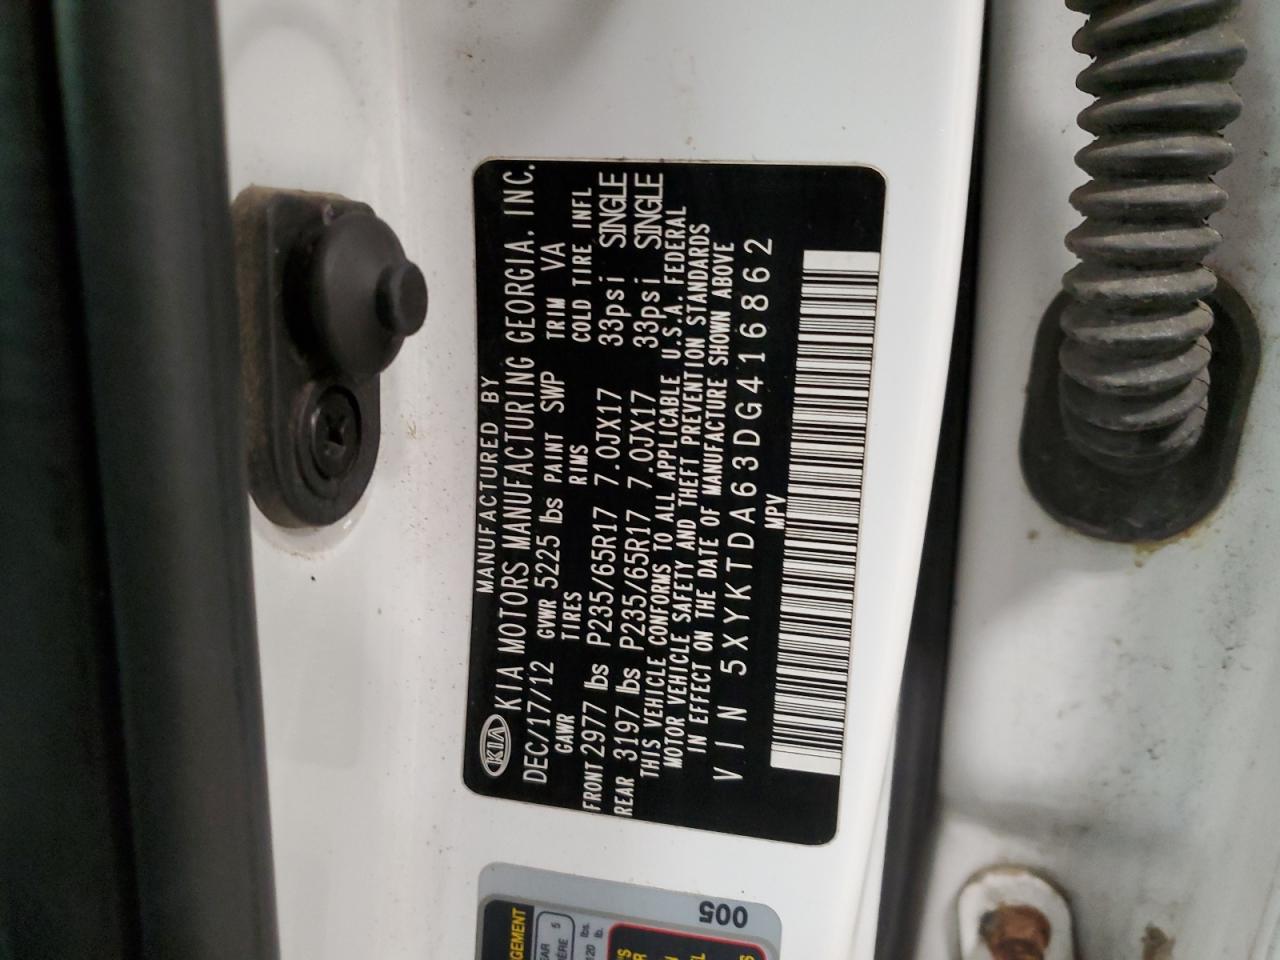 MANUFACTURED BY
KIA KIA MOTORS MANUFACTURING GEORGIA, INC.
DEC/17/12 GVWR 5225 lbs PAINT SWP TRIM VA
GAWR TIRES RIMS COLD TIRE INFL
FRONT 2977 lbs P235/65R17 7.0JX17 33psi SINGLE
REAR 3197 lbs P235/65R17 7.0JX17 33psi SINGLE
THIS VEHICLE CONFORMS TO ALL APPLICABLE U.S.A. FEDERAL
MOTOR VEHICLE SAFETY AND THEFT PREVENTION STANDARDS
IN EFFECT ON THE DATE OF MANUFACTURE SHOWN ABOVE
VIN 5XYKTDA63DG416862
MPV
005